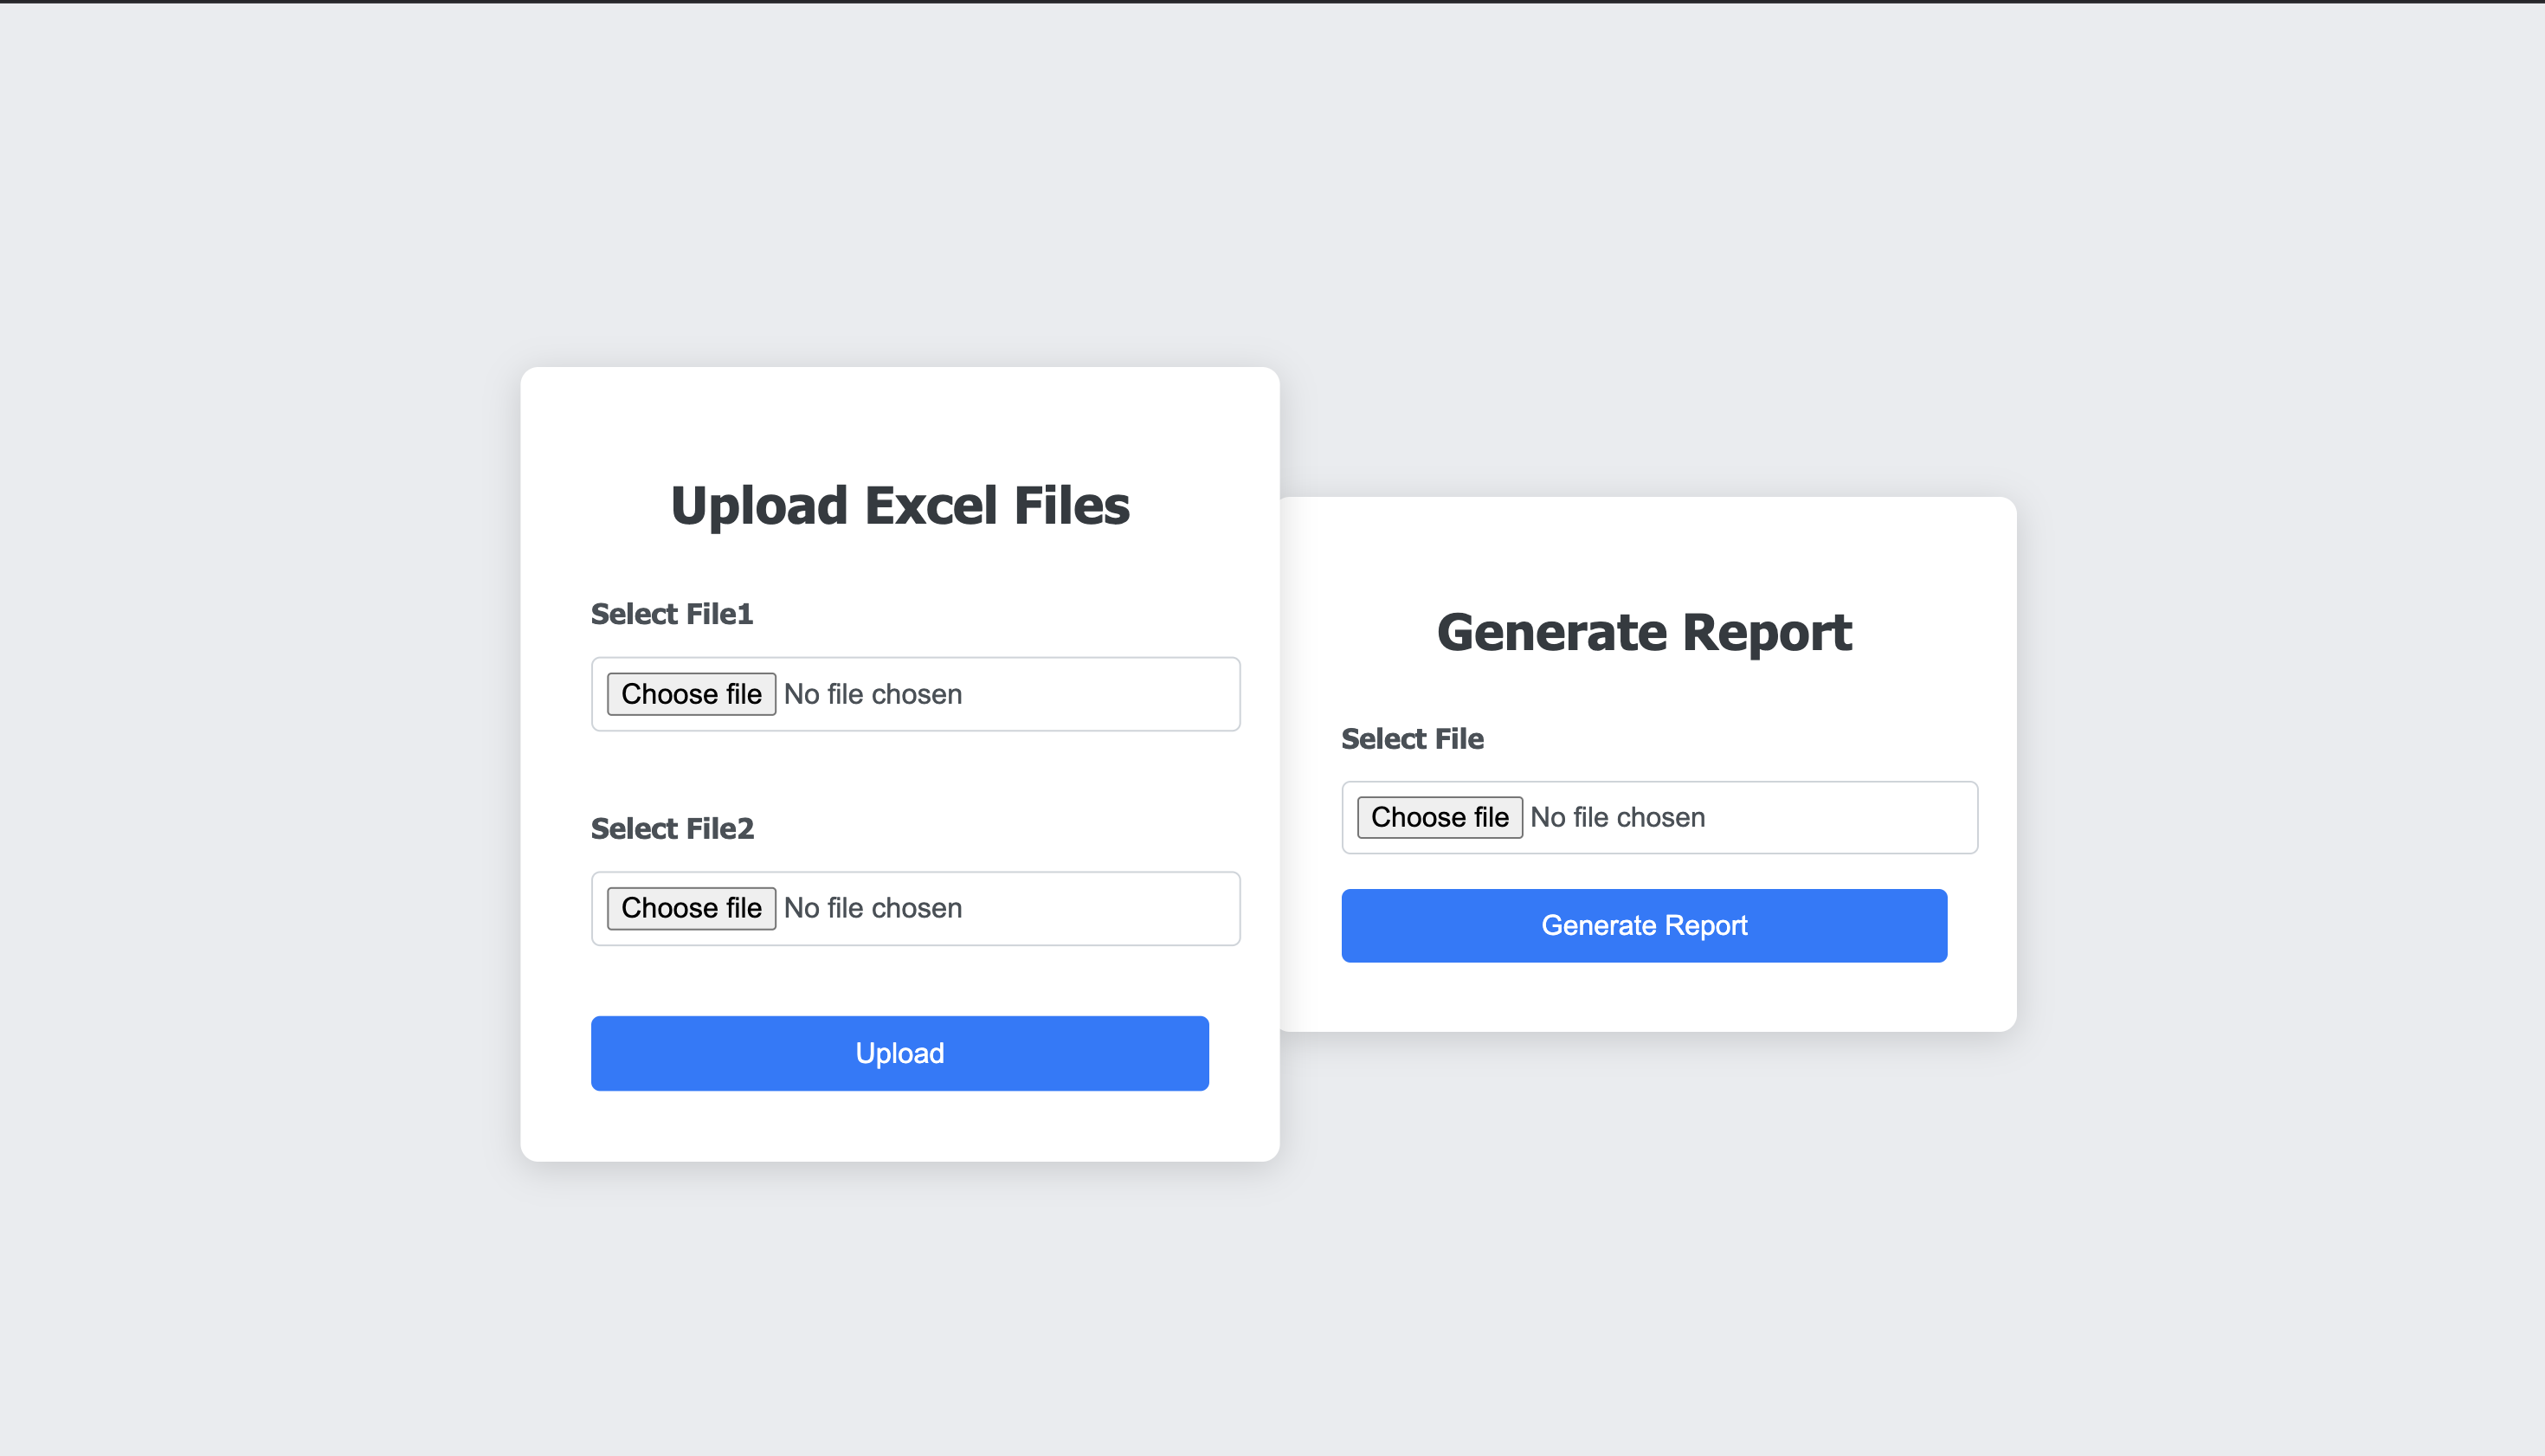 Upload Excel Files
Select File1
Choose file No file chosen
Select File2
Choose file No file chosen
Upload
Generate Report
Select File
Choose file No file chosen
Generate Report